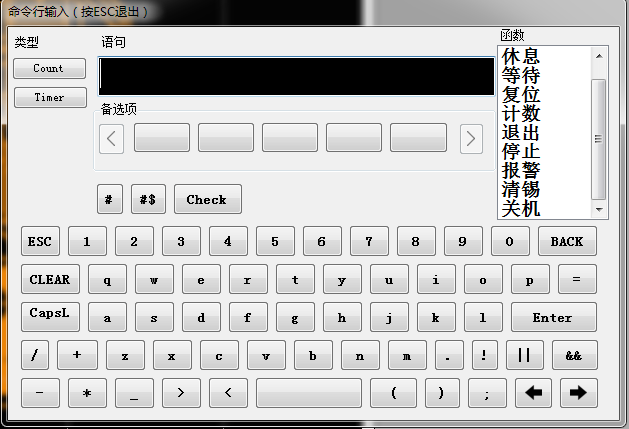 命令行输入（按ESC退出）
类型
语句
函数
Count
Timer
备选项
休息
等待
复位
计数
退出
停止
报警
清锡
关机
# #$ Check
ESC 1 2 3 4 5 6 7 8 9 0 BACK
CLEAR q w e r t y u i o p =
CapsL a s d f g h j k l Enter
/ + z x c v b n m . ! || &&
- * _ > < ( ) ;